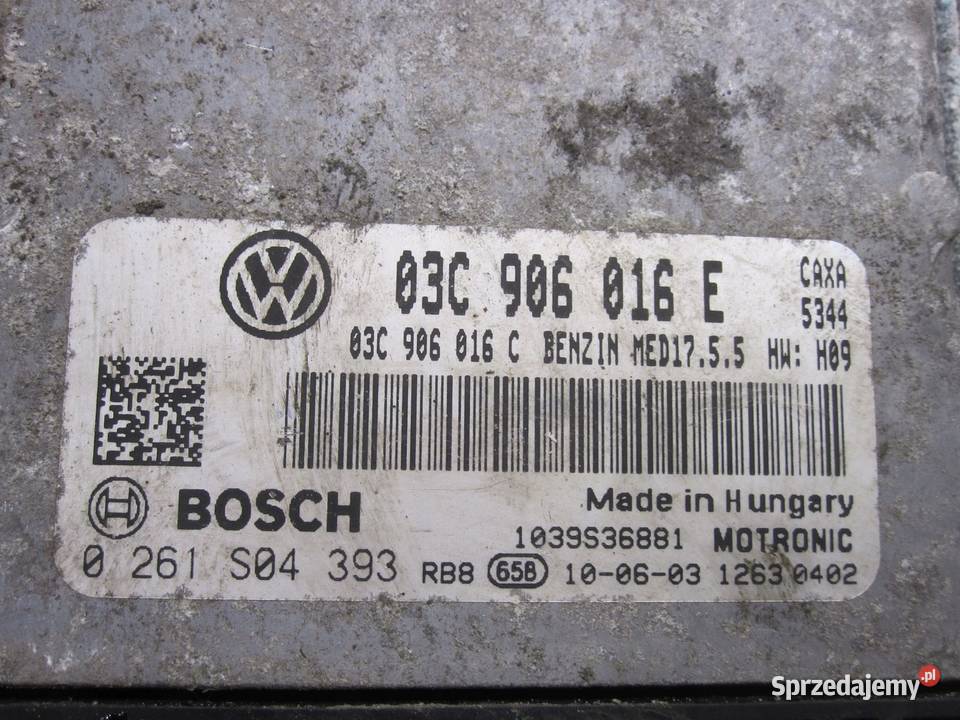 03C 906 016 E
CAXA
5344
03C 906 016 C BENZIN MED17.5.5 HW: H09
BOSCH
Made in Hungary
1039S36881 MOTRONIC
0 261 S04 393 RB8 658 10-06-03 1263 0402
Sprzedajemy.pl